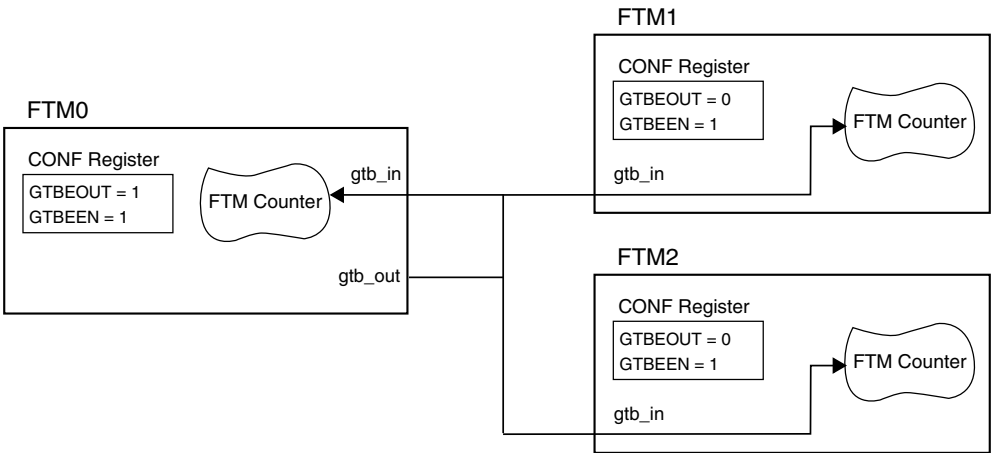 FTM0
CONF Register
GTBEOUT = 1
GTBEEN = 1
FTM Counter
gtb_in
gtb_out
FTM1
CONF Register
GTBEOUT = 0
GTBEEN = 1
FTM Counter
gtb_in
FTM2
CONF Register
GTBEOUT = 0
GTBEEN = 1
FTM Counter
gtb_in